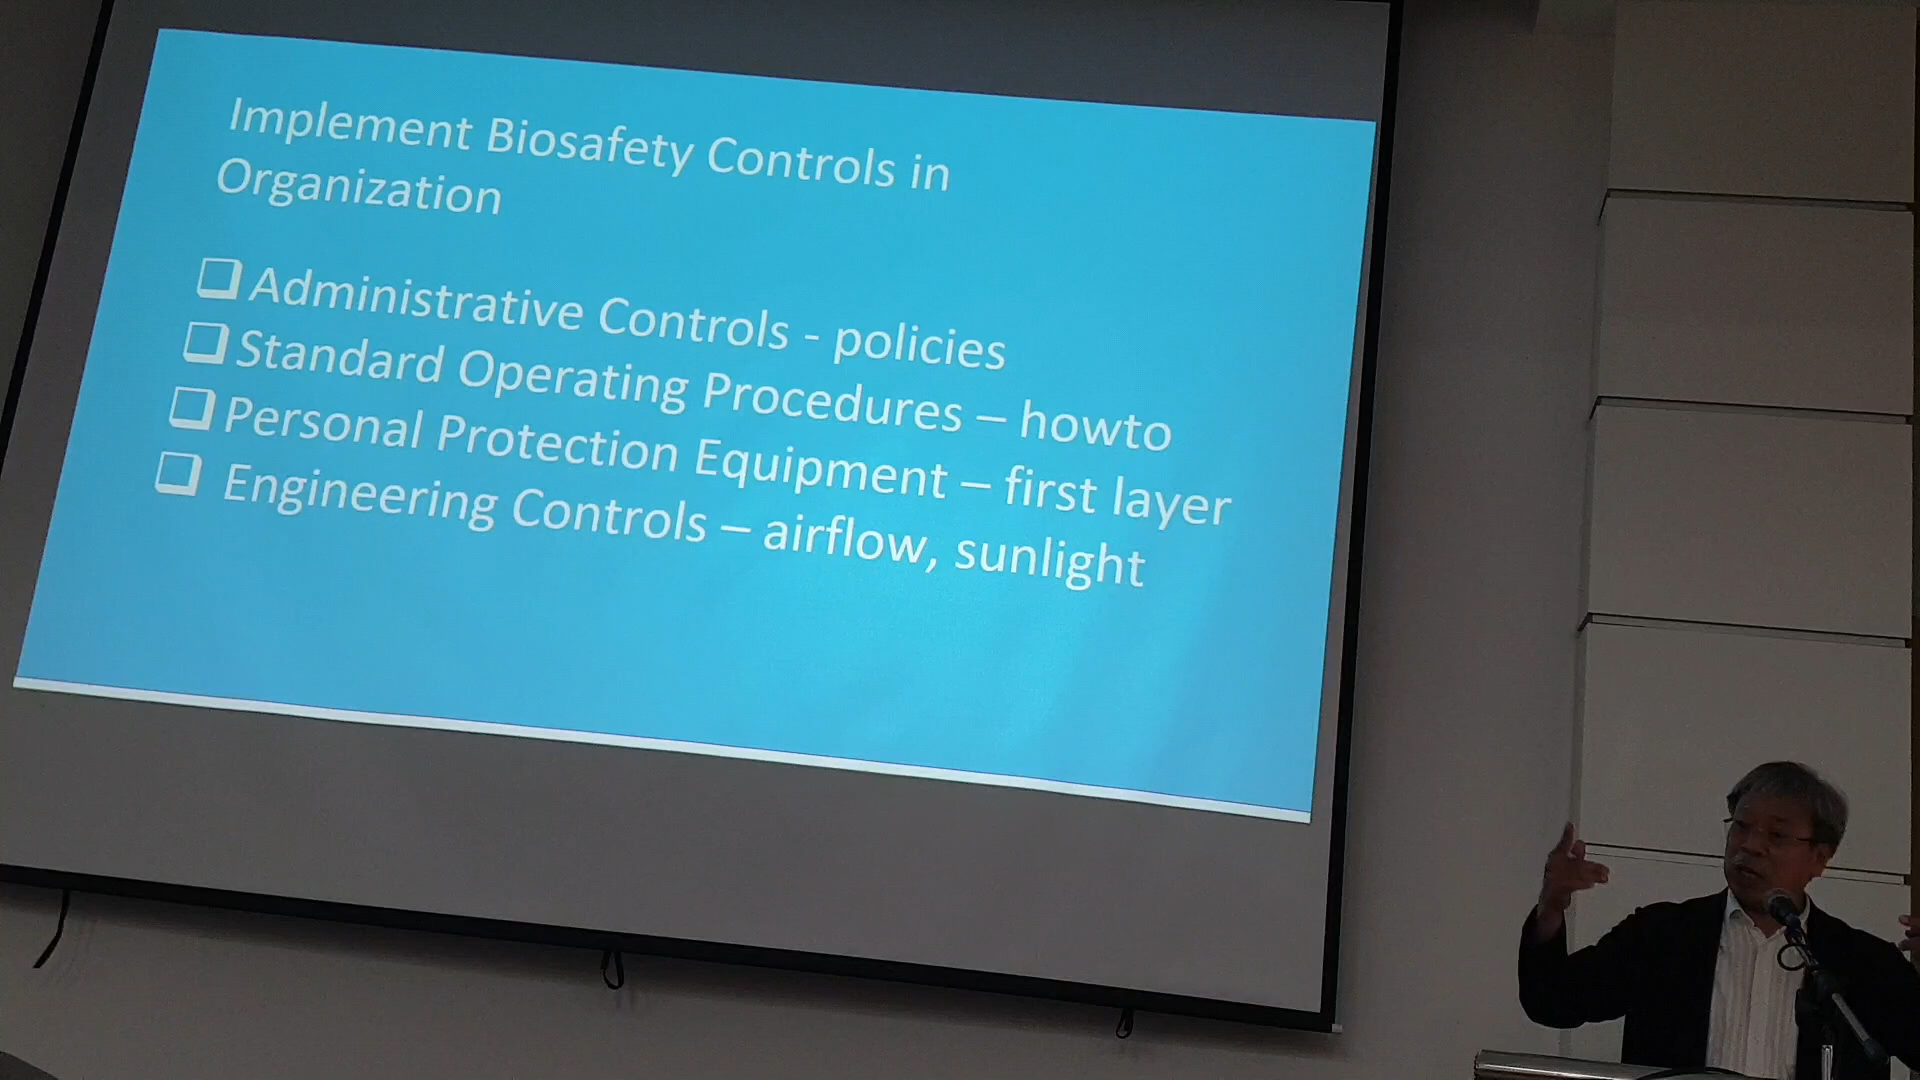 Implement Biosafety Controls in
Organization
❑ Administrative Controls - policies
❑ Standard Operating Procedures – howto
❑ Personal Protection Equipment – first layer
❑ Engineering Controls – airflow, sunlight